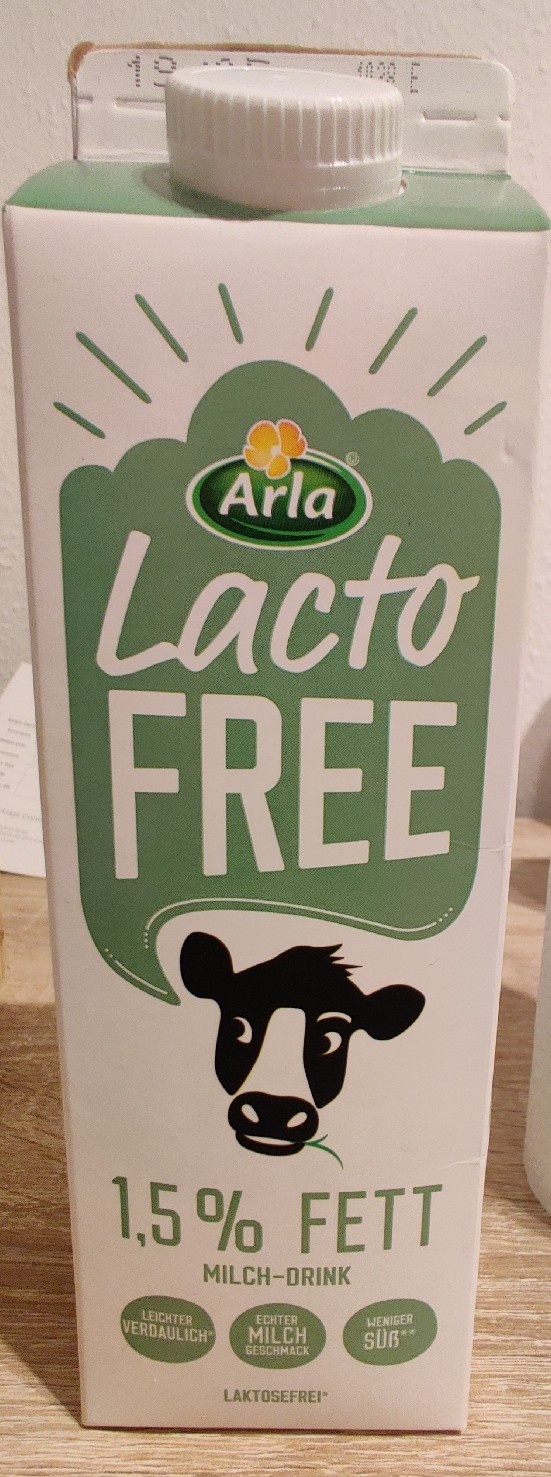 Arla®
Lacto
FREE
1,5% FETT
MILCH-DRINK
LEICHTER
VERDAULICH*
ECHTER
MILCH
GESCHMACK
WENIGER
SÜß**
LAKTOSEFREI*